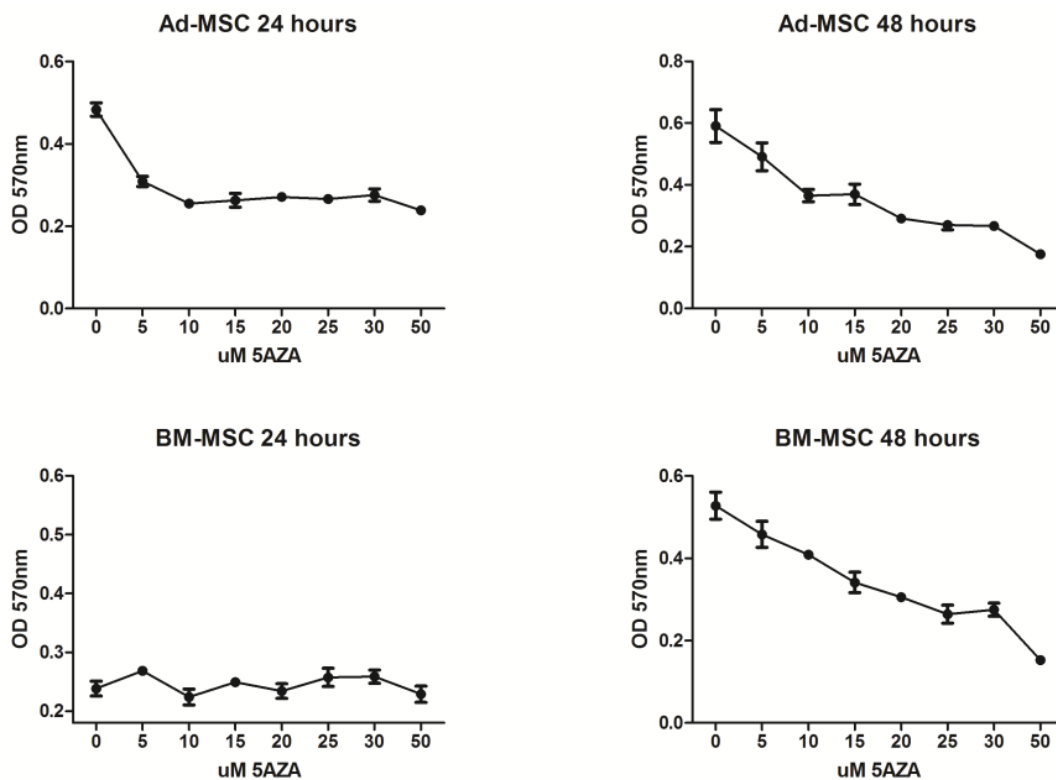 Ad-MSC 24 hours
OD 570nm
0.6
0.4
0.2
0.0
0 5 10 15 20 25 30 50
uM 5AZA
Ad-MSC 48 hours
OD 570nm
0.8
0.6
0.4
0.2
0.0
0 5 10 15 20 25 30 50
uM 5AZA
BM-MSC 24 hours
OD 570nm
0.6
0.5
0.4
0.3
0.2
0 5 10 15 20 25 30 50
uM 5AZA
BM-MSC 48 hours
OD 570nm
0.6
0.4
0.2
0.0
0 5 10 15 20 25 30 50
uM 5AZA